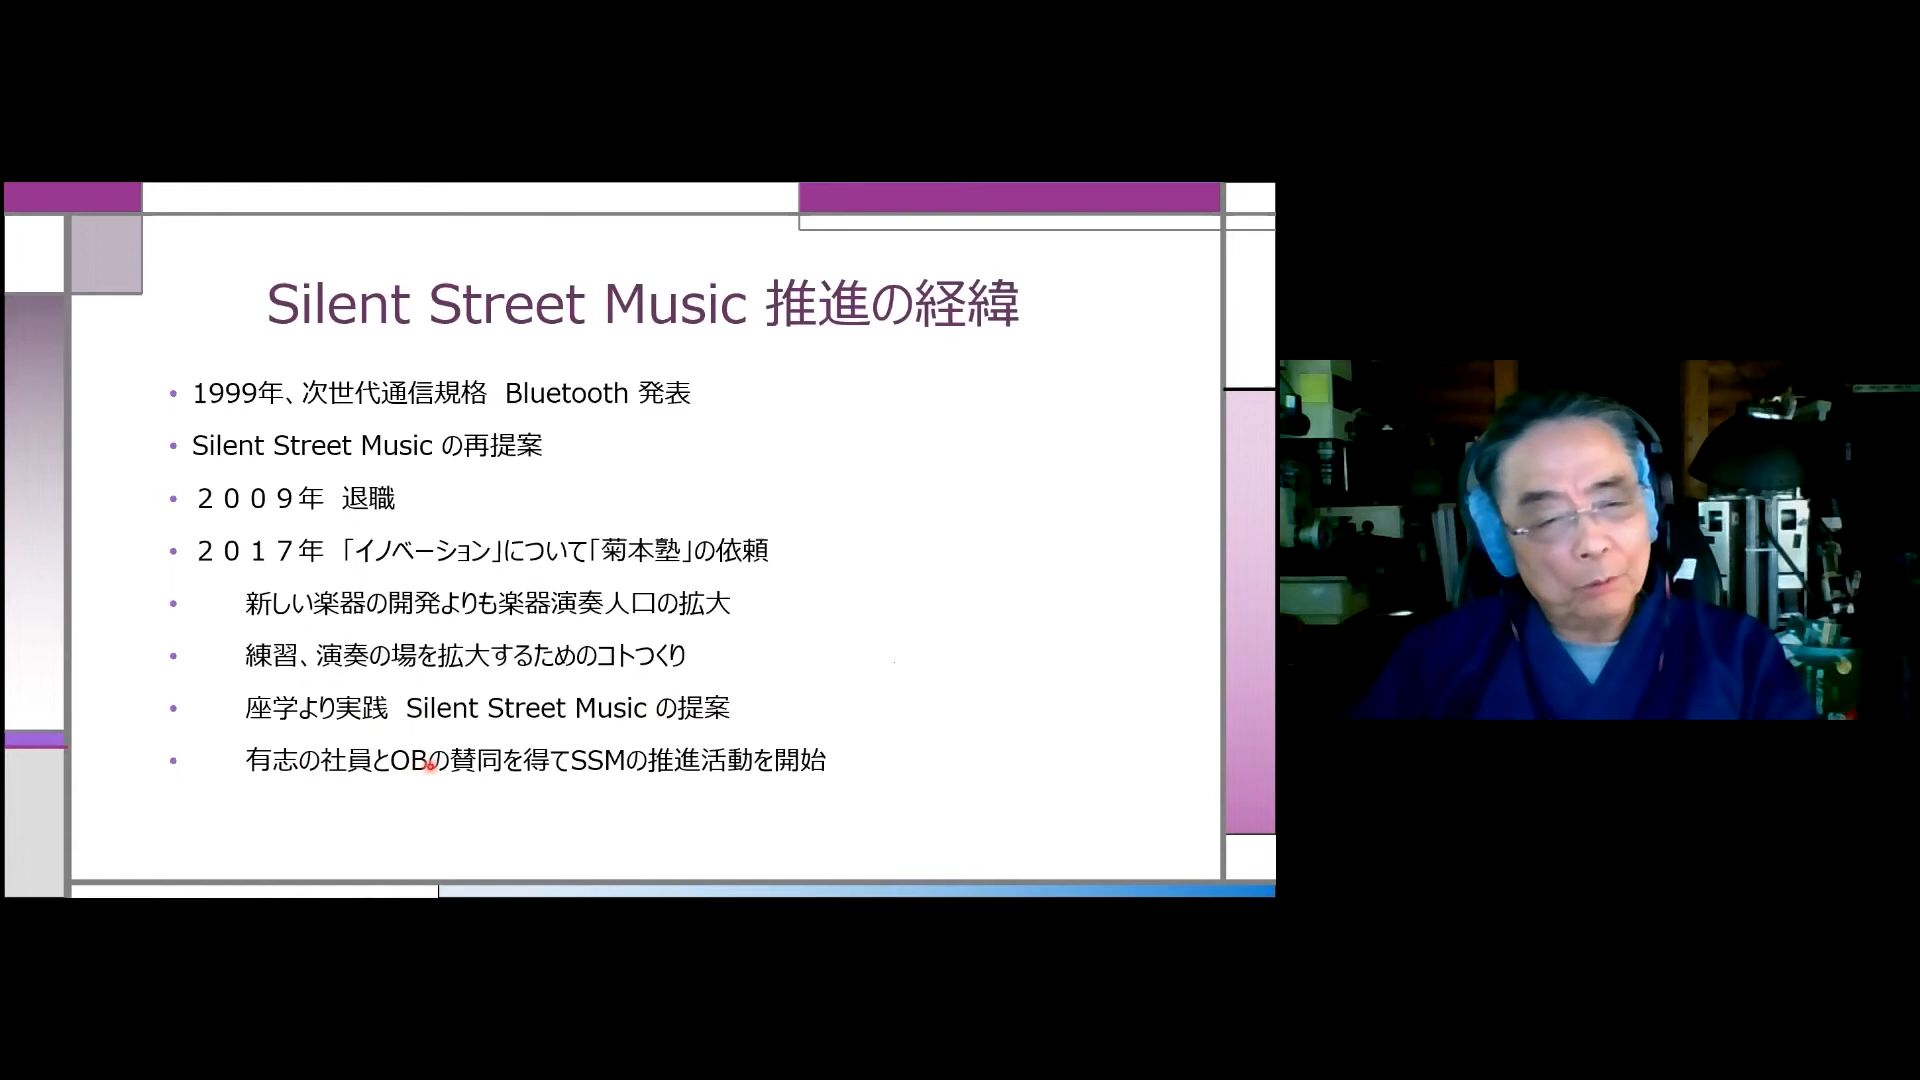 Silent Street Music 推進の経緯
• 1999年、次世代通信規格 Bluetooth 発表
• Silent Street Music の再提案
• ２００９年 退職
• ２０１７年 「イノベーション」について「菊本塾」の依頼
• 新しい楽器の開発よりも楽器演奏人口の拡大
• 練習、演奏の場を拡大するためのコトつくり
• 座学より実践 Silent Street Music の提案
• 有志の社員とOBの賛同を得てSSMの推進活動を開始